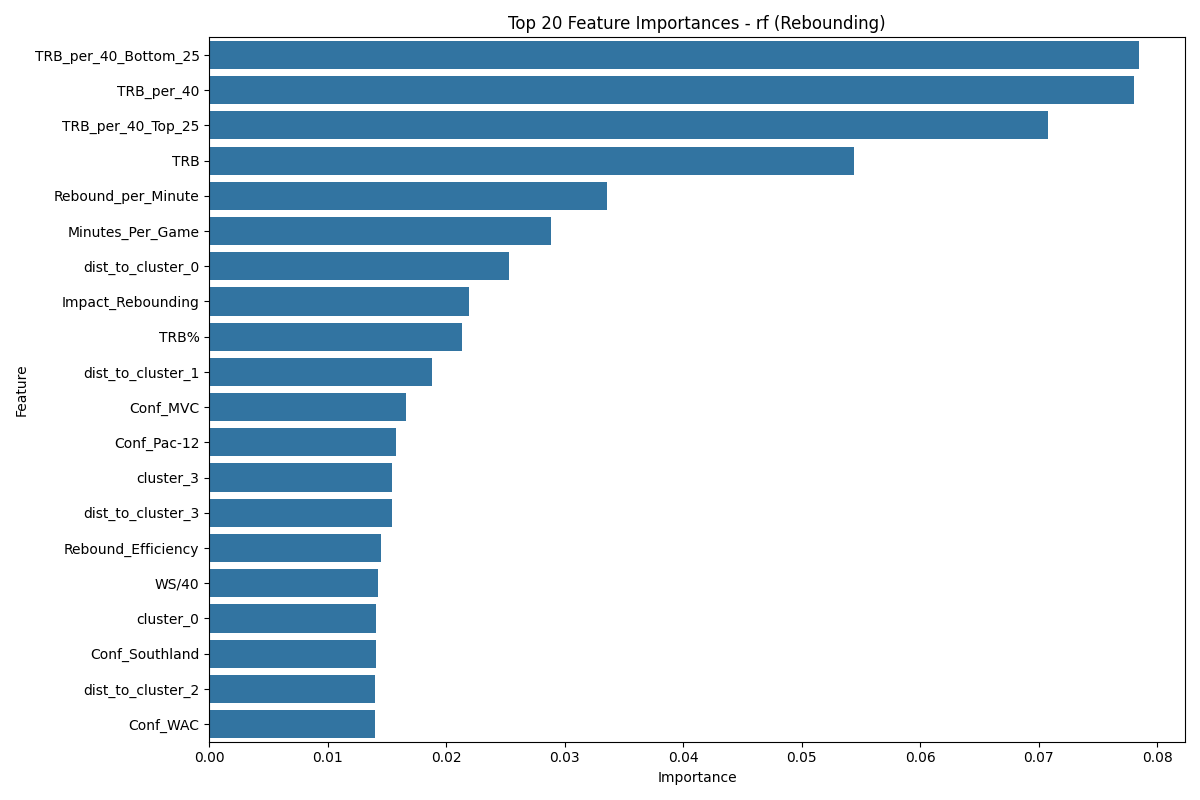 Top 20 Feature Importances - rf (Rebounding)
TRB_per_40_Bottom_25
TRB_per_40
TRB_per_40_Top_25
TRB
Rebound_per_Minute
Minutes_Per_Game
dist_to_cluster_0
Impact_Rebounding
TRB%
dist_to_cluster_1
Conf_MVC
Conf_Pac-12
cluster_3
dist_to_cluster_3
Rebound_Efficiency
WS/40
cluster_0
Conf_Southland
dist_to_cluster_2
Conf_WAC
Feature
0.00 0.01 0.02 0.03 0.04 0.05 0.06 0.07 0.08
Importance